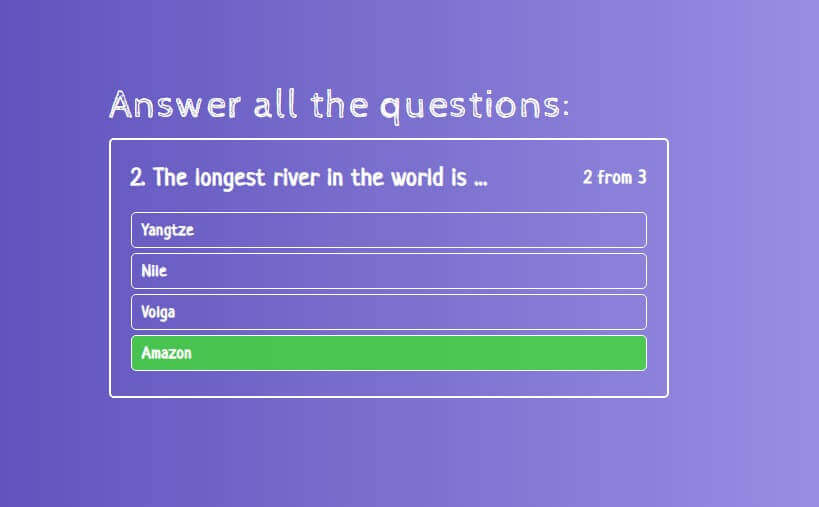 Answer all the questions:
2. The longest river in the world is ...
2 from 3
Yangtze
Nile
Volga
Amazon